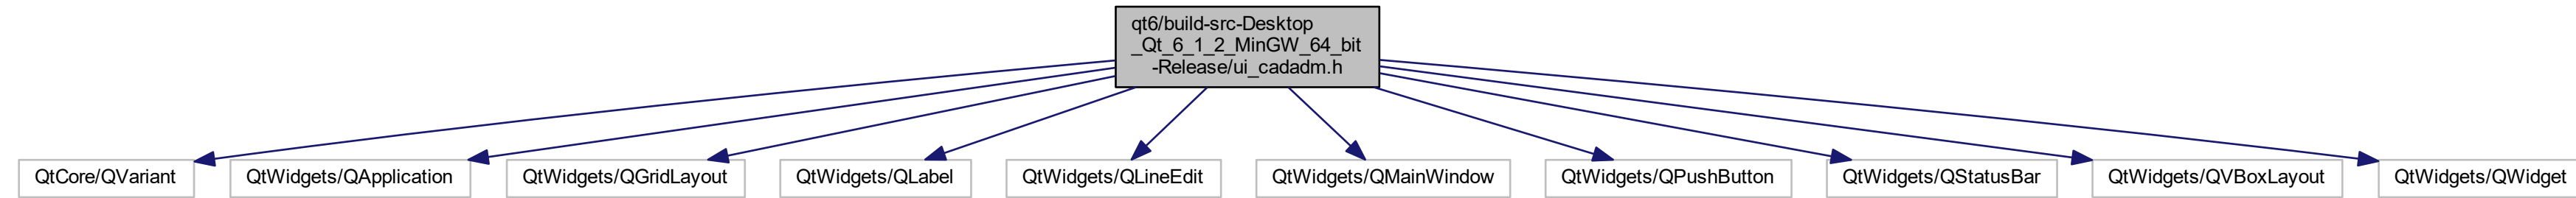 qt6/build-src-Desktop
_Qt_6_1_2_MinGW_64_bit
-Release/ui_cadadm.h
QtCore/QVariant
QtWidgets/QApplication
QtWidgets/QGridLayout
QtWidgets/QLabel
QtWidgets/QLineEdit
QtWidgets/QMainWindow
QtWidgets/QPushButton
QtWidgets/QStatusBar
QtWidgets/QVBoxLayout
QtWidgets/QWidget